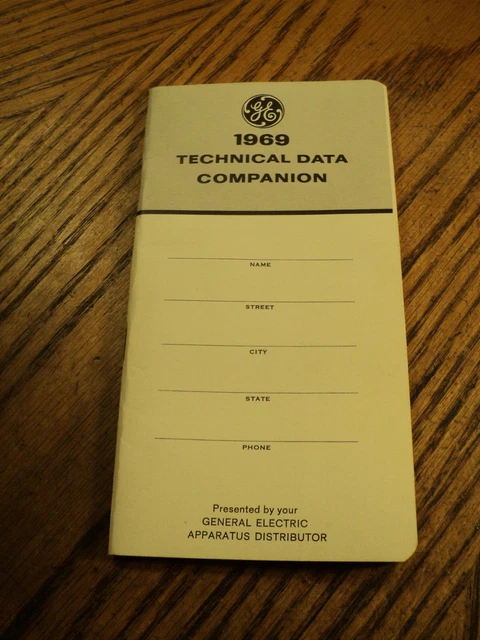 GE
1969
TECHNICAL DATA
COMPANION
NAME
STREET
CITY
STATE
PHONE
Presented by your
GENERAL ELECTRIC
APPARATUS DISTRIBUTOR